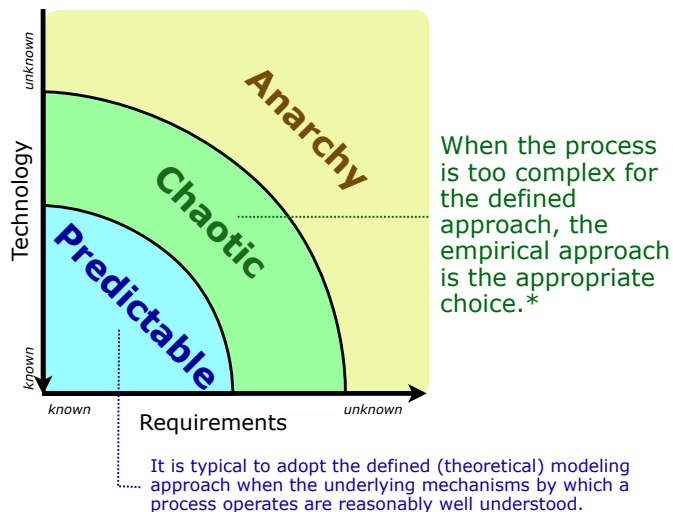 unknown
Technology
known
Anarchy
Chaotic
Predictable
known
unknown
Requirements
When the process
is too complex for
the defined
approach, the
empirical approach
is the appropriate
choice.*
It is typical to adopt the defined (theoretical) modeling
approach when the underlying mechanisms by which a
process operates are reasonably well understood.